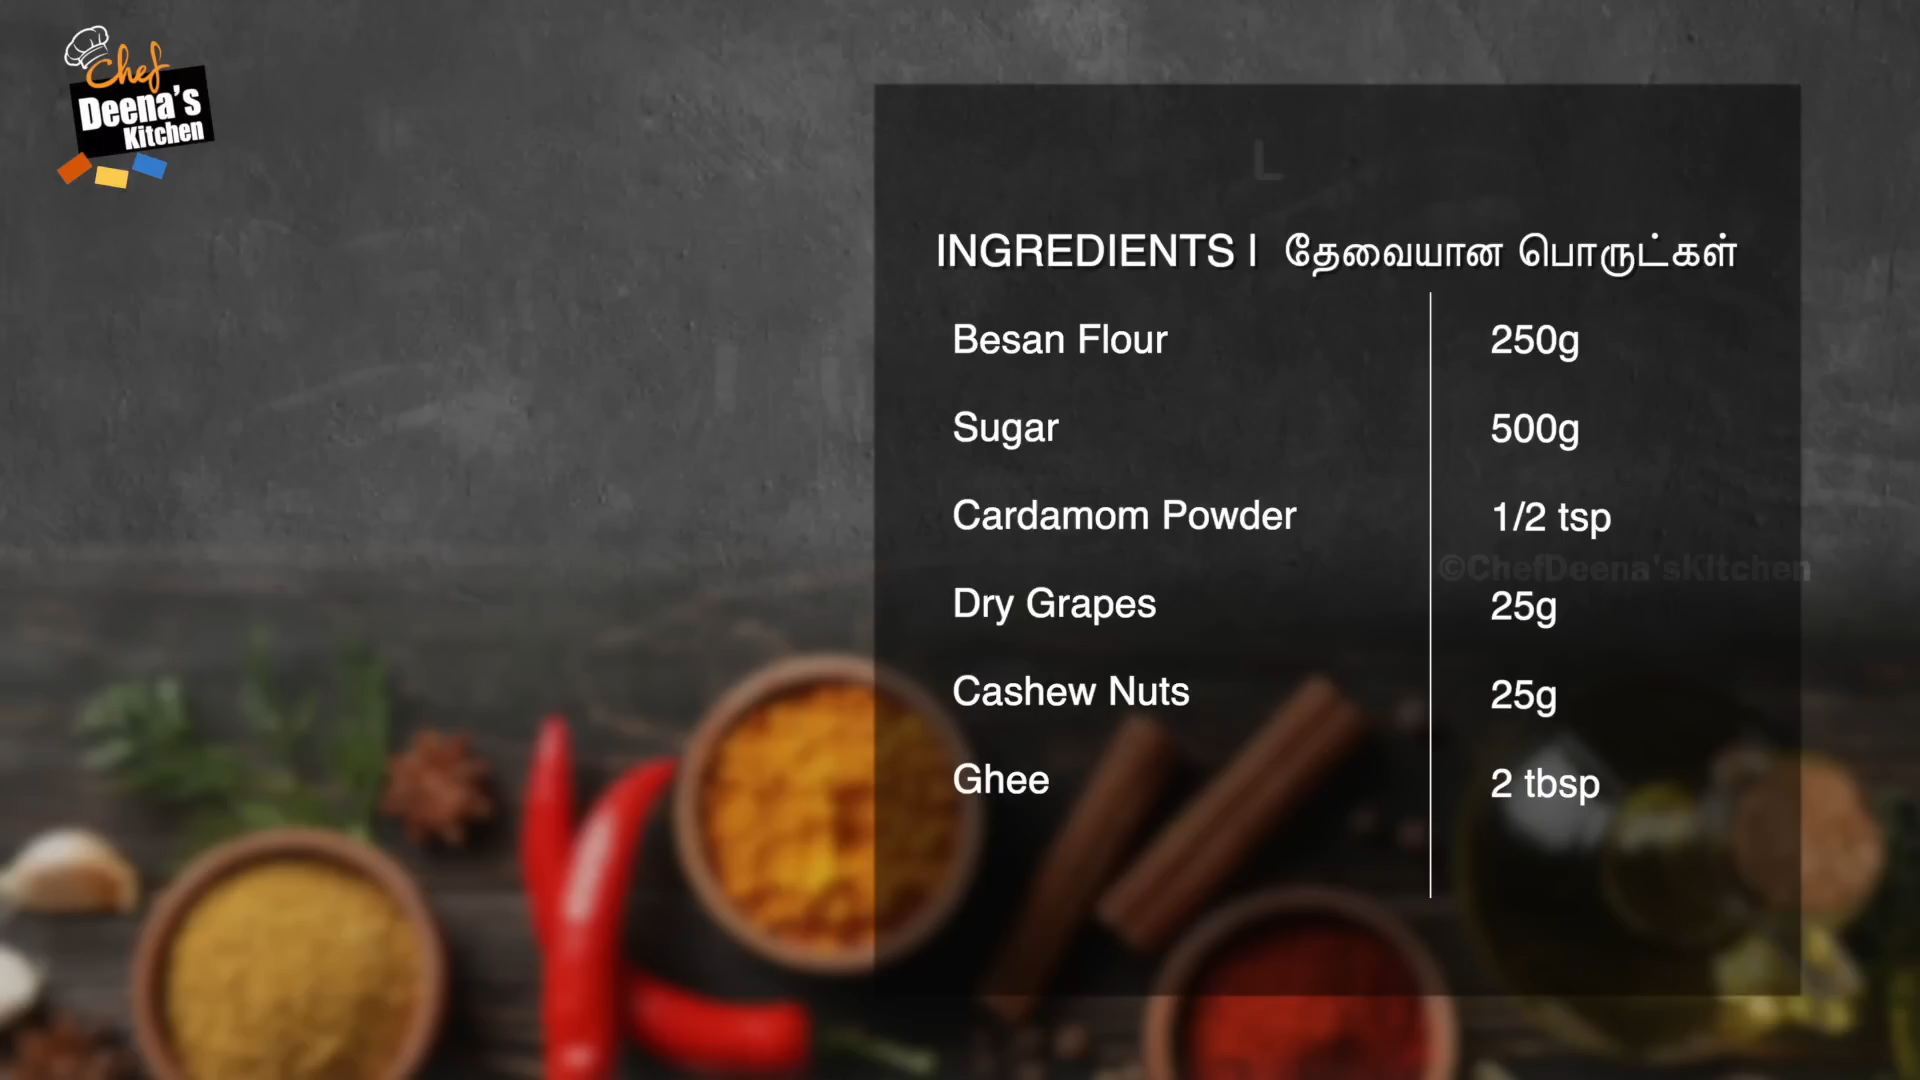 Chef
Deena's
Kitchen
INGREDIENTS | தேவையான பொருட்கள்
Besan Flour 250g
Sugar 500g
Cardamom Powder 1/2 tsp
©ChefDeena'sKitchen
Dry Grapes 25g
Cashew Nuts 25g
Ghee 2 tbsp